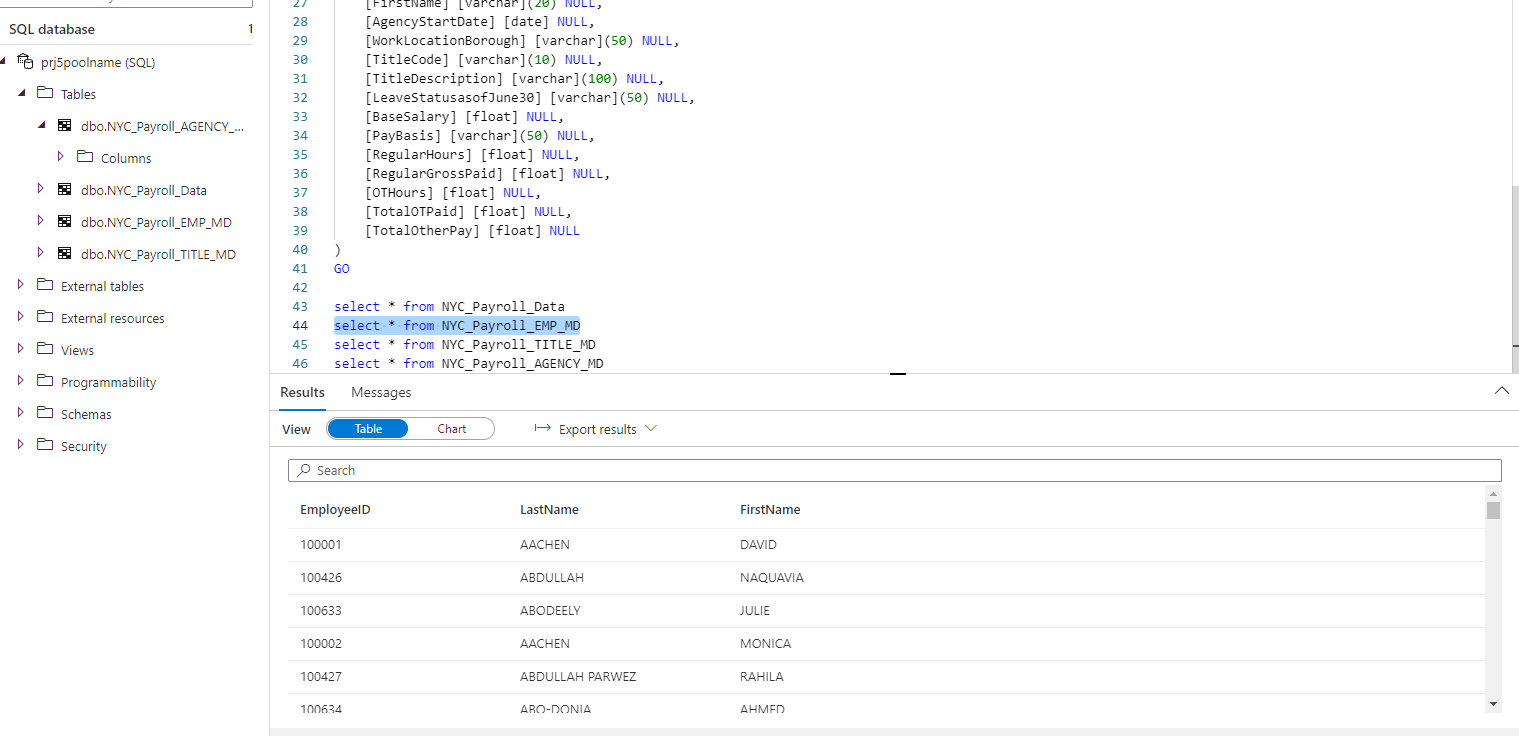 SQL database 1
prj5poolname (SQL)
Tables
dbo.NYC_Payroll_AGENCY_...
Columns
dbo.NYC_Payroll_Data
dbo.NYC_Payroll_EMP_MD
dbo.NYC_Payroll_TITLE_MD
External tables
External resources
Views
Programmability
Schemas
Security
27 [FirstName] [varchar](20) NULL,
28 [AgencyStartDate] [date] NULL,
29 [WorkLocationBorough] [varchar](50) NULL,
30 [TitleCode] [varchar](10) NULL,
31 [TitleDescription] [varchar](100) NULL,
32 [LeaveStatusasofJune30] [varchar](50) NULL,
33 [BaseSalary] [float] NULL,
34 [PayBasis] [varchar](50) NULL,
35 [RegularHours] [float] NULL,
36 [RegularGrossPaid] [float] NULL,
37 [OTHours] [float] NULL,
38 [TotalOTPaid] [float] NULL,
39 [TotalOtherPay] [float] NULL
40 )
41 GO
42
43 select * from NYC_Payroll_Data
44 select * from NYC_Payroll_EMP_MD
45 select * from NYC_Payroll_TITLE_MD
46 select * from NYC_Payroll_AGENCY_MD
Results Messages
View Table Chart Export results
Search
EmployeeID LastName FirstName
100001 AACHEN DAVID
100426 ABDULLAH NAQUAVIA
100633 ABODEELY JULIE
100002 AACHEN MONICA
100427 ABDULLAH PARWEZ RAHILA
100634 ABO-DONIA AHMED